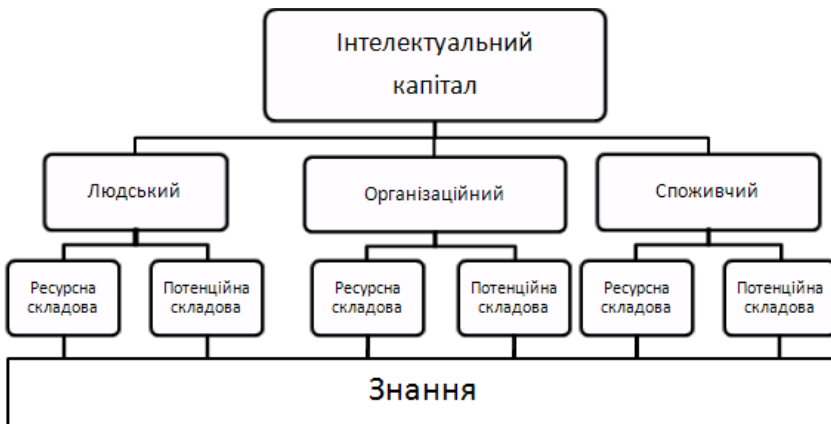 Інтелектуальний
капітал
Людський
Організаційний
Споживчий
Ресурсна
складова
Потенційна
складова
Ресурсна
складова
Потенційна
складова
Ресурсна
складова
Потенційна
складова
Знання